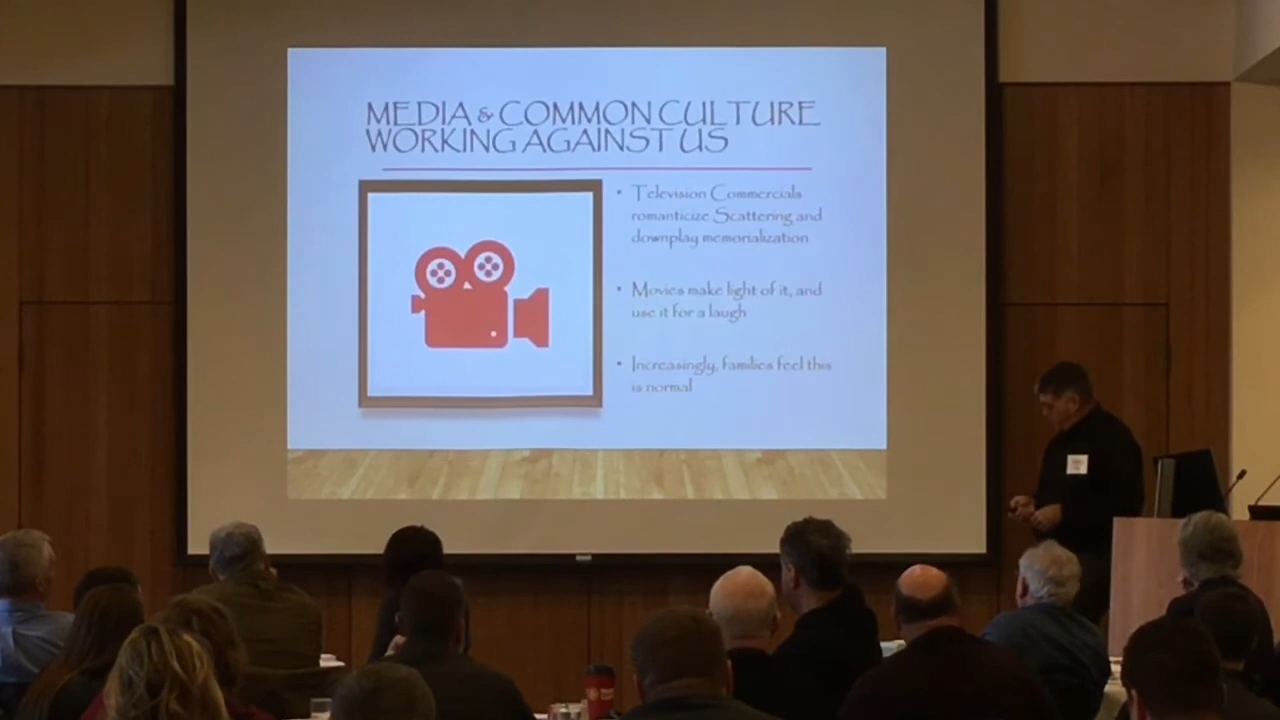 MEDIA & COMMON CULTURE
WORKING AGAINST US
• Television Commercials
romanticize Scattering and
downplay memorialization
• Movies make light of it, and
use it for a laugh
• Increasingly, families feel this
is normal